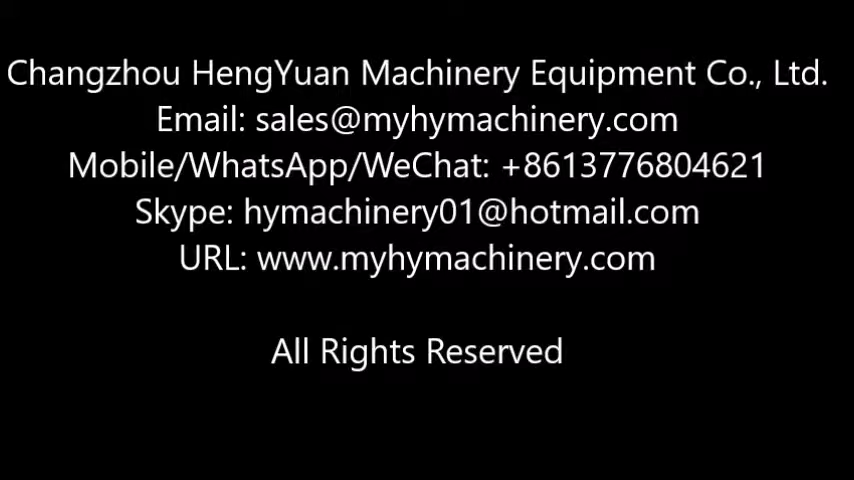 Changzhou HengYuan Machinery Equipment Co., Ltd.
Email: sales@myhymachinery.com
Mobile/WhatsApp/WeChat: +8613776804621
Skype: hymachinery01@hotmail.com
URL: www.myhymachinery.com
All Rights Reserved